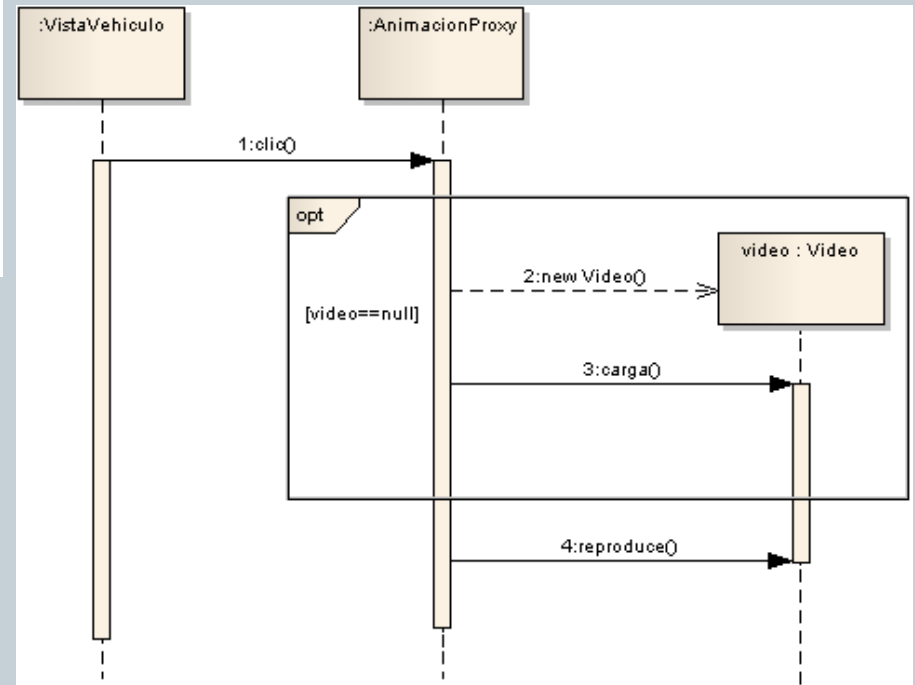 :VistaVehiculo
:AnimacionProxy
1:clic()
opt
video : Video
2:new Video()
[video==null]
3:carga()
4:reproduce()